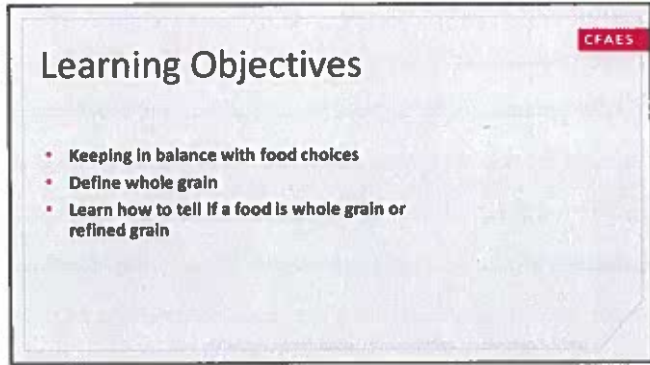 CFAES
Learning Objectives
• Keeping in balance with food choices
• Define whole grain
• Learn how to tell if a food is whole grain or
refined grain